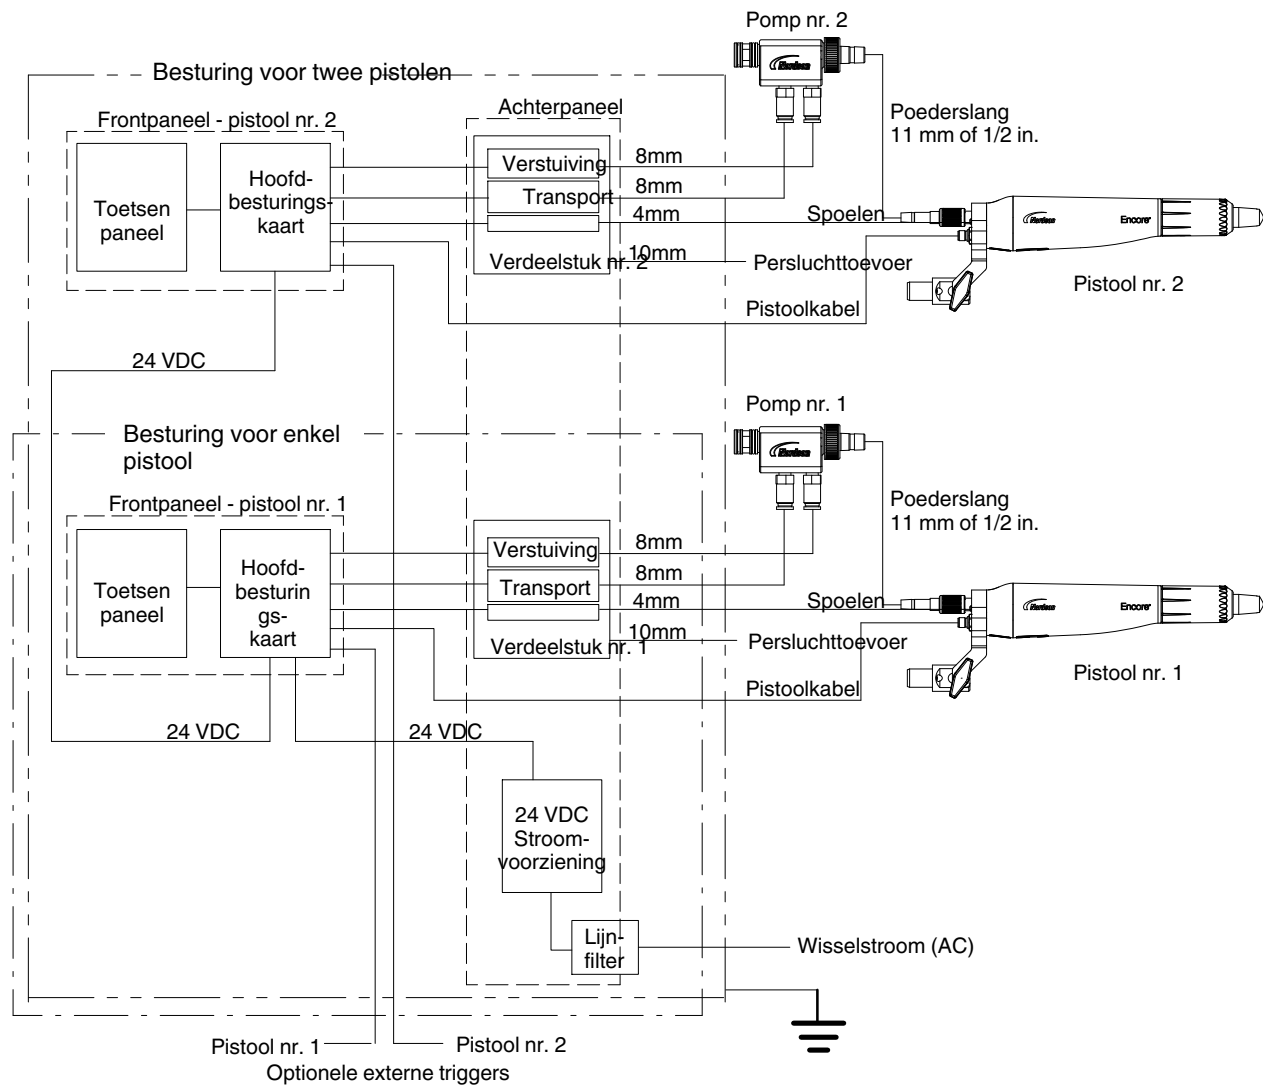 Pomp nr. 2
Nordson
Besturing voor twee pistolen
Achterpaneel
Frontpaneel - pistool nr. 2
Poederslang
11 mm of 1/2 in.
Toetsen
paneel
Hoofd-
besturings-
kaart
Verstuiving
8mm
Transport
8mm
4mm
Spoelen
Verdeelstuk nr. 2
10mm
Persluchttoevoer
Nordson
Encore
Pistool nr. 2
Pistoolkabel
24 VDC
Pomp nr. 1
Nordson
Besturing voor enkel
pistool
Frontpaneel - pistool nr. 1
Poederslang
11 mm of 1/2 in.
Toetsen
paneel
Hoofd-
besturin
gs-
kaart
Verstuiving
8mm
Transport
8mm
4mm
Spoelen
Verdeelstuk nr. 1
10mm
Persluchttoevoer
Nordson
Encore
Pistool nr. 1
Pistoolkabel
24 VDC
24 VDC
24 VDC
Stroom-
voorziening
Lijn-
filter
Wisselstroom (AC)
Pistool nr. 1
Pistool nr. 2
Optionele externe triggers